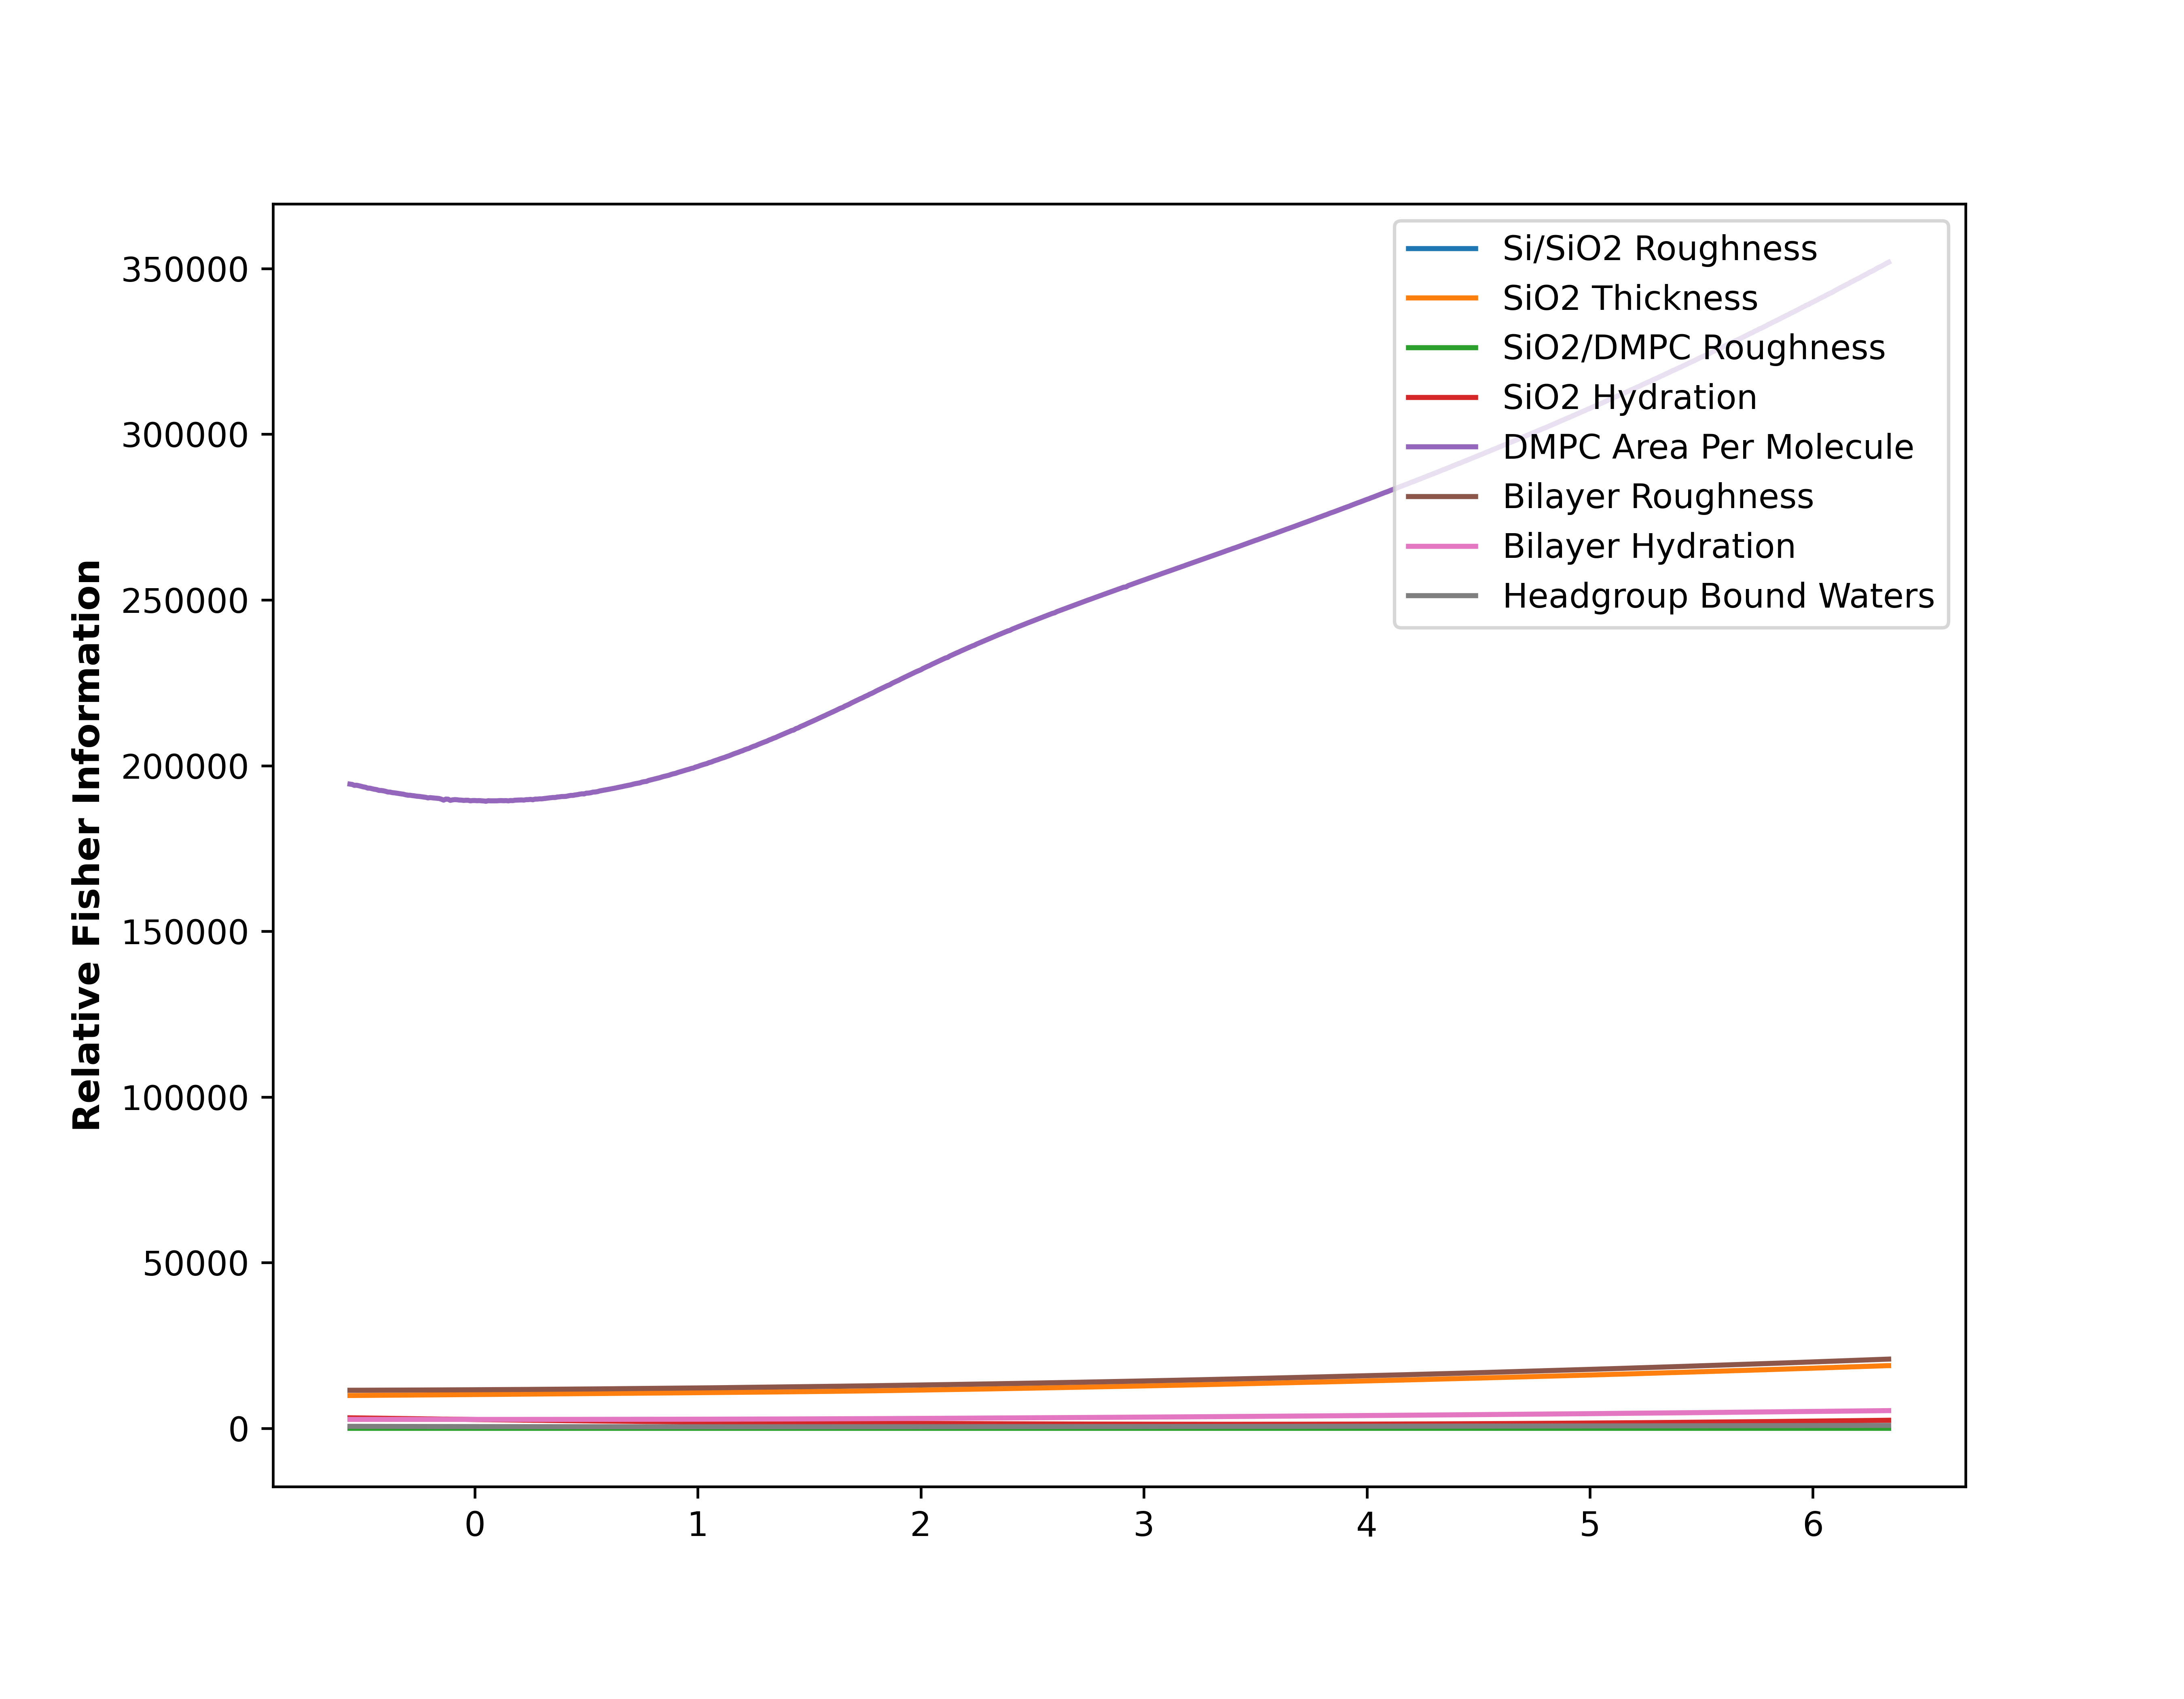 Relative Fisher Information
350000
300000
250000
200000
150000
100000
50000
0
Si/SiO2 Roughness
SiO2 Thickness
SiO2/DMPC Roughness
SiO2 Hydration
DMPC Area Per Molecule
Bilayer Roughness
Bilayer Hydration
Headgroup Bound Waters
0 1 2 3 4 5 6